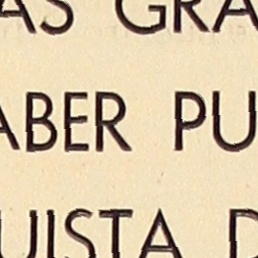 AS GRA
ABER PU
UISTA D